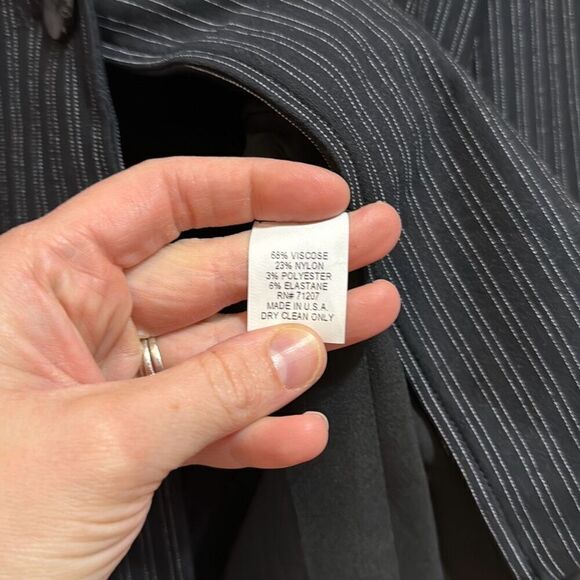 68% VISCOSE
23% NYLON
3% POLYESTER
6% ELASTANE
RN# 71207
MADE IN U.S.A.
DRY CLEAN ONLY